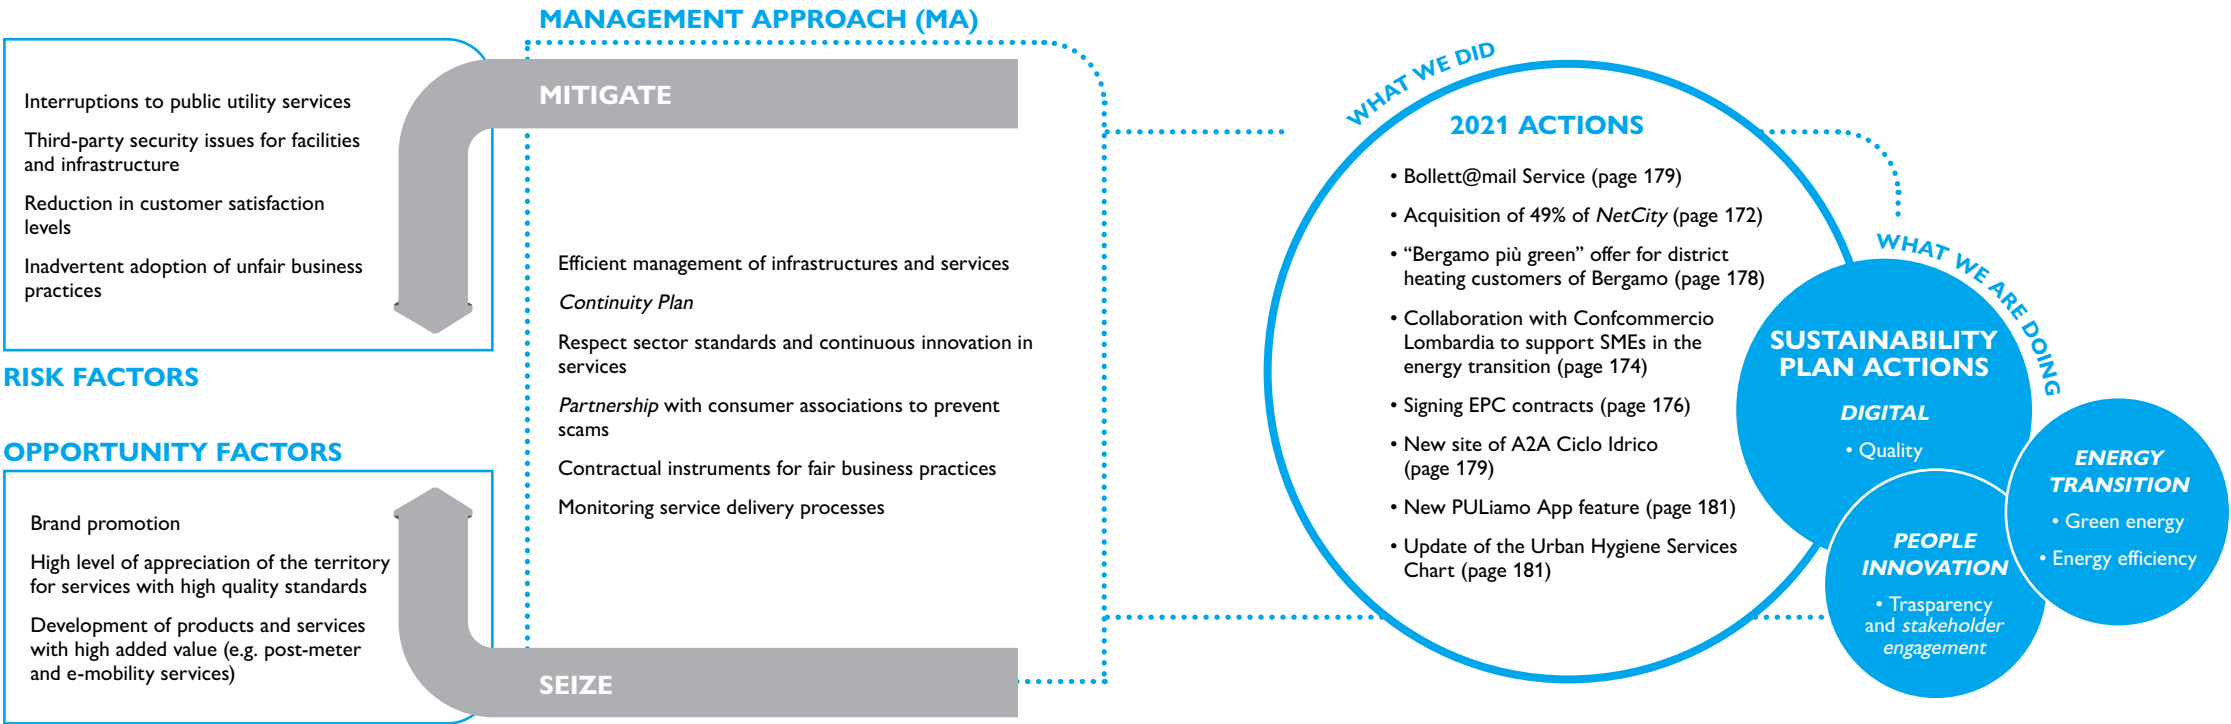 MANAGEMENT APPROACH (MA)
MITIGATE
Interruptions to public utility services
Third-party security issues for facilities
and infrastructure
Reduction in customer satisfaction
levels
Inadvertent adoption of unfair business
practices
RISK FACTORS
OPPORTUNITY FACTORS
Brand promotion
High level of appreciation of the territory
for services with high quality standards
Development of products and services
with high added value (e.g. post-meter
and e-mobility services)
Efficient management of infrastructures and services
Continuity Plan
Respect sector standards and continuous innovation in
services
Partnership with consumer associations to prevent
scams
Contractual instruments for fair business practices
Monitoring service delivery processes
SEIZE
WHAT WE DID
2021 ACTIONS
• Bollett@mail Service (page 179)
• Acquisition of 49% of NetCity (page 172)
• “Bergamo più green” offer for district
heating customers of Bergamo (page 178)
• Collaboration with Confcommercio
Lombardia to support SMEs in the
energy transition (page 174)
• Signing EPC contracts (page 176)
• New site of A2A Ciclo Idrico
(page 179)
• New PULiamo App feature (page 181)
• Update of the Urban Hygiene Services
Chart (page 181)
WHAT WE ARE DOING
SUSTAINABILITY
PLAN ACTIONS
DIGITAL
• Quality
ENERGY
TRANSITION
• Green energy
• Energy efficiency
PEOPLE
INNOVATION
• Trasparency
and stakeholder
engagement